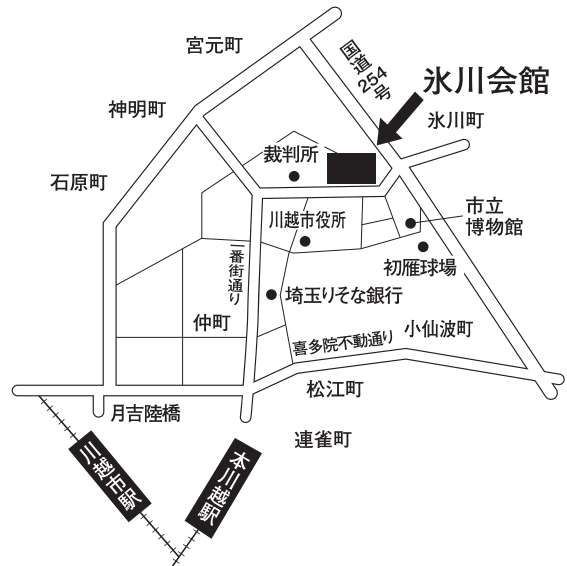 宮元町
国道254号
氷川会館
神明町
氷川町
裁判所
石原町
川越市役所
市立
博物館
一番街通り
初雁球場
埼玉りそな銀行
仲町
喜多院不動通り
小仙波町
松江町
月吉陸橋
連雀町
川越市駅
本川越駅